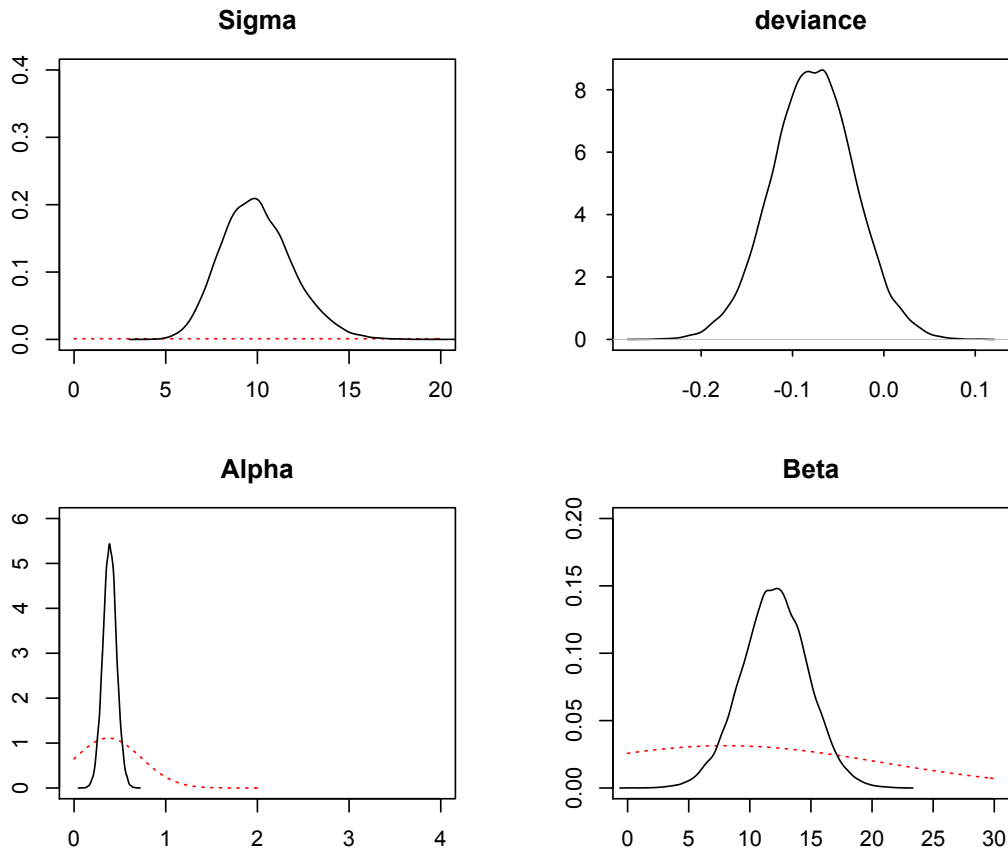 Sigma
0.0 0.1 0.2 0.3 0.4
0 5 10 15 20
deviance
0 2 4 6 8
-0.2 -0.1 0.0 0.1
Alpha
0 1 2 3 4 5 6
0 1 2 3 4
Beta
0.00 0.05 0.10 0.15 0.20
0 5 10 15 20 25 30